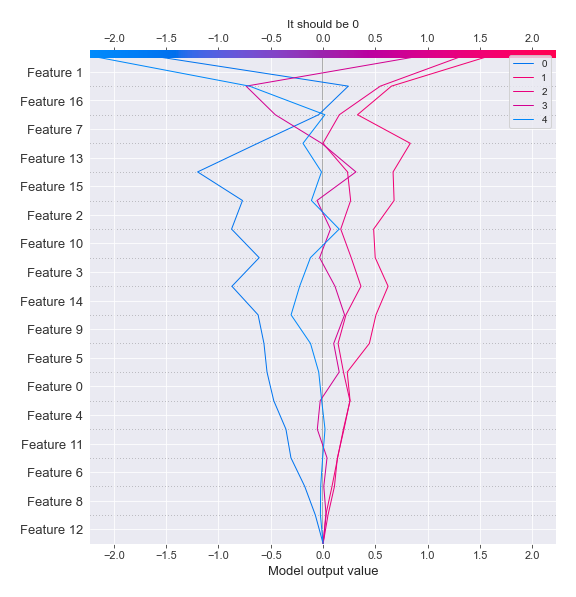 It should be 0
−2.0 −1.5 −1.0 −0.5 0.0 0.5 1.0 1.5 2.0
0
1
2
3
4
Feature 1
Feature 16
Feature 7
Feature 13
Feature 15
Feature 2
Feature 10
Feature 3
Feature 14
Feature 9
Feature 5
Feature 0
Feature 4
Feature 11
Feature 6
Feature 8
Feature 12
−2.0 −1.5 −1.0 −0.5 0.0 0.5 1.0 1.5 2.0
Model output value